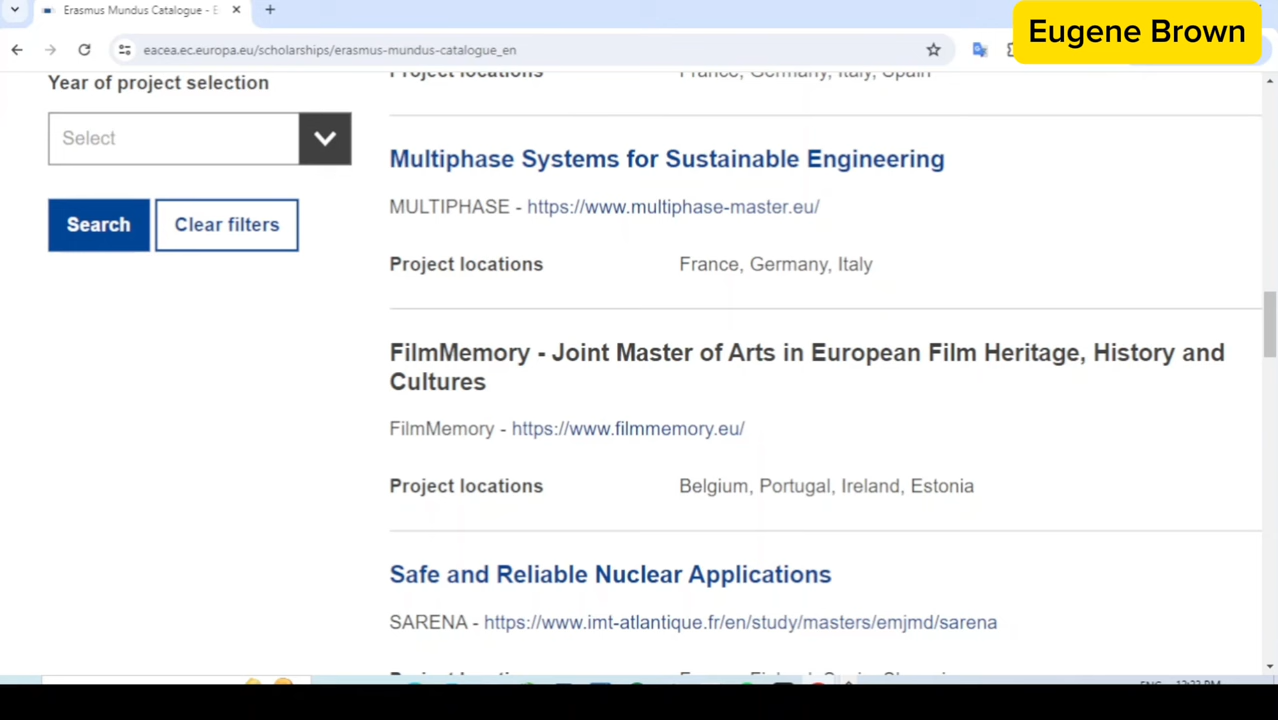 Erasmus Mundus Catalogue - E
Eugene Brown
eacea.ec.europa.eu/scholarships/erasmus-mundus-catalogue_en
Project locations France, Germany, Italy, Spain
Year of project selection
Select
Search Clear filters
Multiphase Systems for Sustainable Engineering
MULTIPHASE - https://www.multiphase-master.eu/
Project locations France, Germany, Italy
FilmMemory - Joint Master of Arts in European Film Heritage, History and
Cultures
FilmMemory - https://www.filmmemory.eu/
Project locations Belgium, Portugal, Ireland, Estonia
Safe and Reliable Nuclear Applications
SARENA - https://www.imt-atlantique.fr/en/study/masters/emjmd/sarena